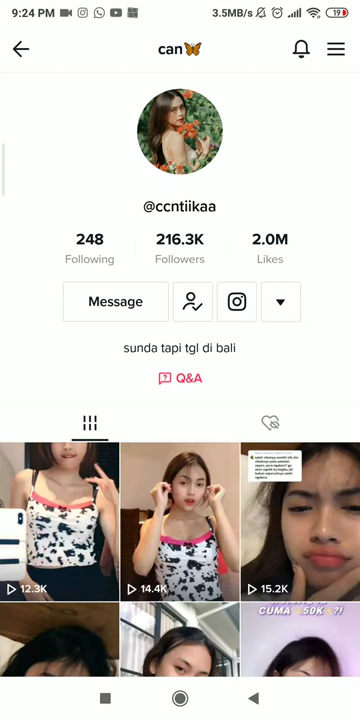 9:24 PM
3.5MB/s
19
can🦋
@ccntiikaa
248
Following
216.3K
Followers
2.0M
Likes
Message
sunda tapi tgl di bali
Q&A
12.3K
14.4K
15.2K
CUMA 50K ?!